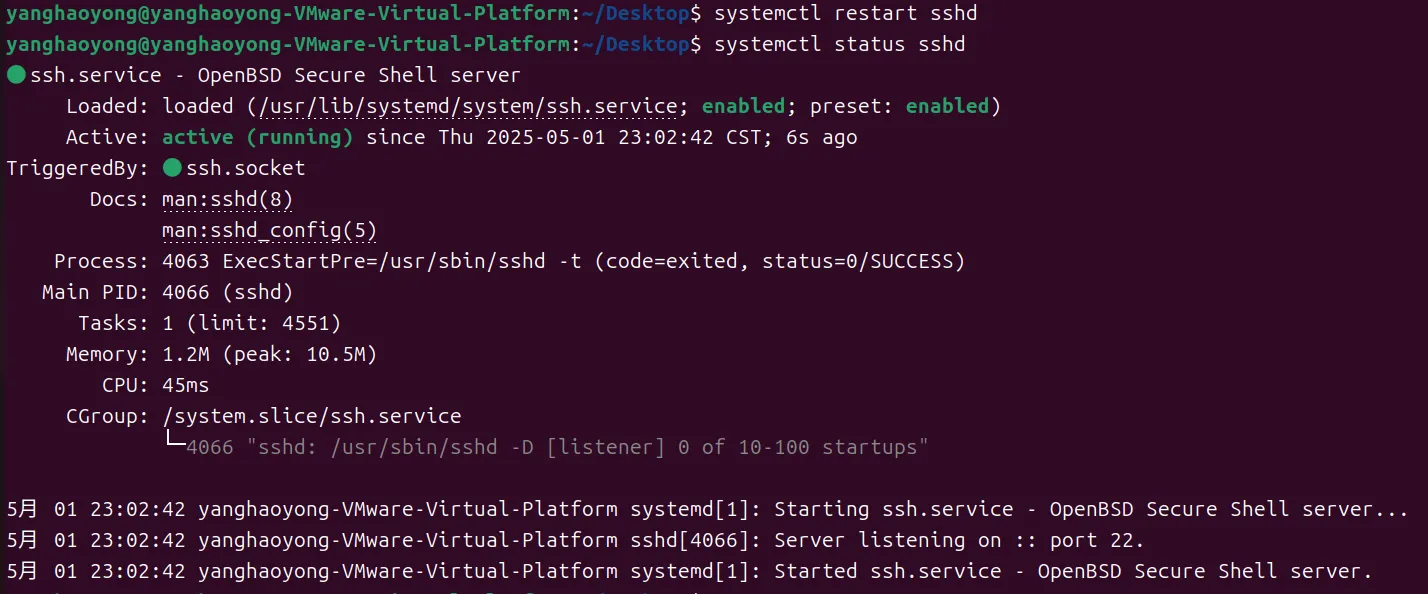 yanghaoyong@yanghaoyong-VMware-Virtual-Platform:~/Desktop$ systemctl restart sshd
yanghaoyong@yanghaoyong-VMware-Virtual-Platform:~/Desktop$ systemctl status sshd
● ssh.service - OpenBSD Secure Shell server
Loaded: loaded (/usr/lib/systemd/system/ssh.service; enabled; preset: enabled)
Active: active (running) since Thu 2025-05-01 23:02:42 CST; 6s ago
TriggeredBy: ● ssh.socket
Docs: man:sshd(8)
man:sshd_config(5)
Process: 4063 ExecStartPre=/usr/sbin/sshd -t (code=exited, status=0/SUCCESS)
Main PID: 4066 (sshd)
Tasks: 1 (limit: 4551)
Memory: 1.2M (peak: 10.5M)
CPU: 45ms
CGroup: /system.slice/ssh.service
└─4066 "sshd: /usr/sbin/sshd -D [listener] 0 of 10-100 startups"
5月 01 23:02:42 yanghaoyong-VMware-Virtual-Platform systemd[1]: Starting ssh.service - OpenBSD Secure Shell server...
5月 01 23:02:42 yanghaoyong-VMware-Virtual-Platform sshd[4066]: Server listening on :: port 22.
5月 01 23:02:42 yanghaoyong-VMware-Virtual-Platform systemd[1]: Started ssh.service - OpenBSD Secure Shell server.